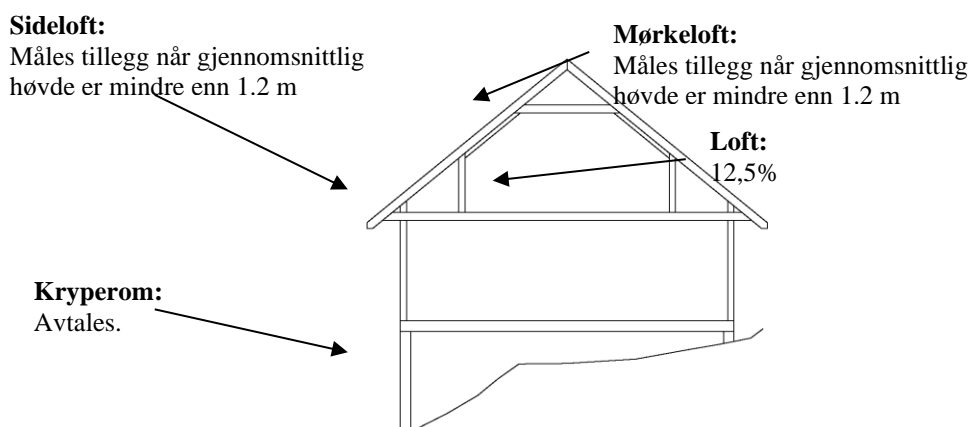 Sideloft:
Måles tillegg når gjennomsnittlig
høvde er mindre enn 1.2 m
Mørkeloft:
Måles tillegg når gjennomsnittlig
høvde er mindre enn 1.2 m
Loft:
12,5%
Kryperom:
Avtales.